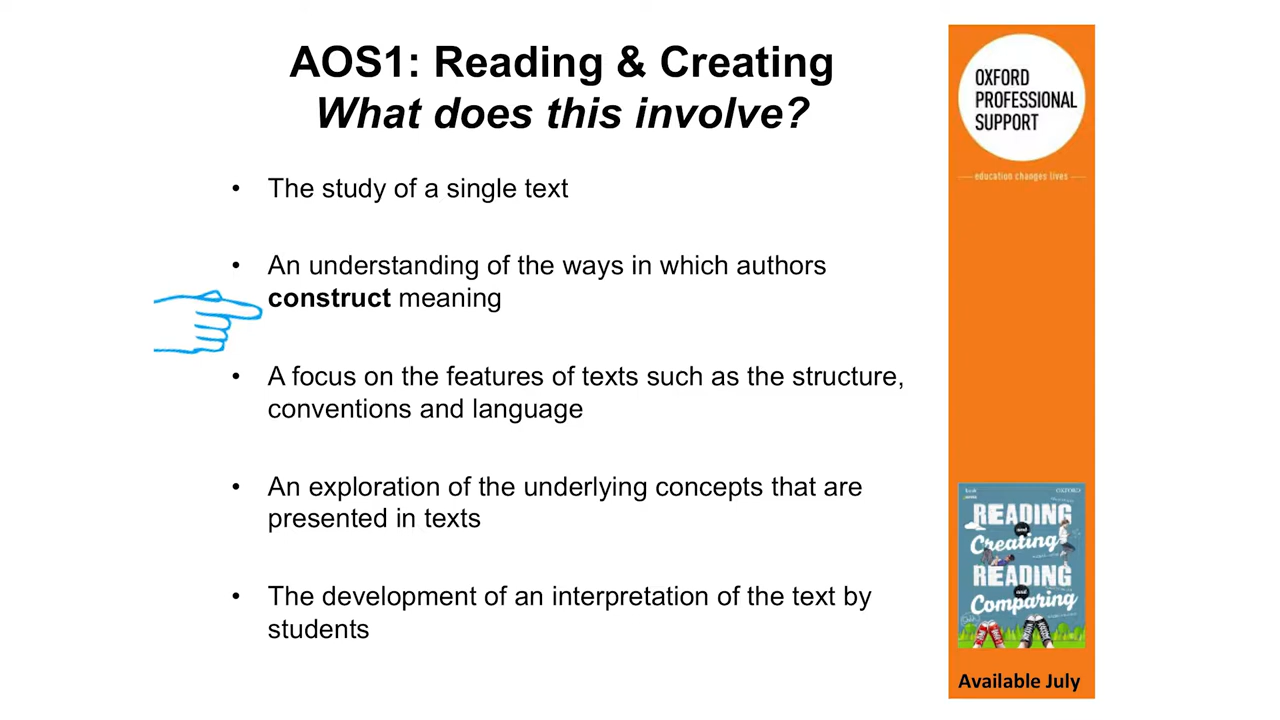 AOS1: Reading & Creating
What does this involve?
• The study of a single text
• An understanding of the ways in which authors
construct meaning
• A focus on the features of texts such as the structure,
conventions and language
• An exploration of the underlying concepts that are
presented in texts
• The development of an interpretation of the text by
students
OXFORD
PROFESSIONAL
SUPPORT
education changes lives
OXFORD
READING
and
Creating
READING
and
Comparing
Available July